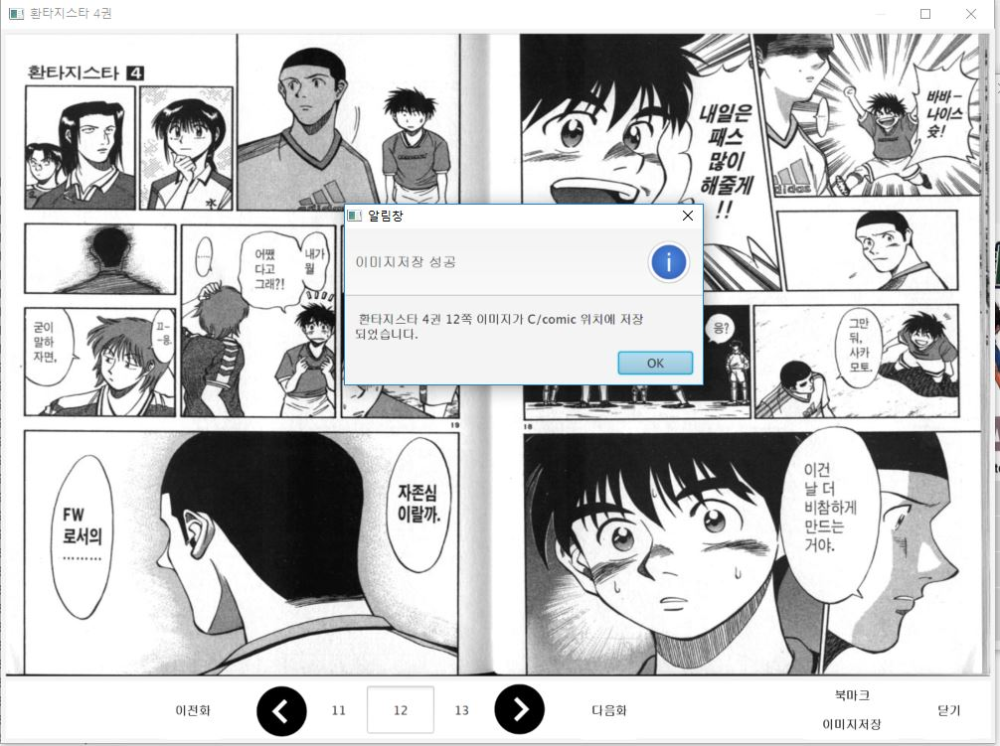 환타지스타 4권
환타지스타 4
내일은
패스
많이
해줄게
!!
바바-
나이스
슛!
adidas
어쨌
다고
그래?!
내가
뭘
굳이
말하
자면,
끄-
응.
응?
그만
둬,
사카
모토.
19
18
FW
로서의
………
자존심
이랄까.
이건
날 더
비참하게
만드는
거야.
알림창
이미지저장 성공
환타지스타 4권 12쪽 이미지가 C/comic 위치에 저장
되었습니다.
OK
이전화
11
12
13
다음화
북마크
이미지저장
닫기